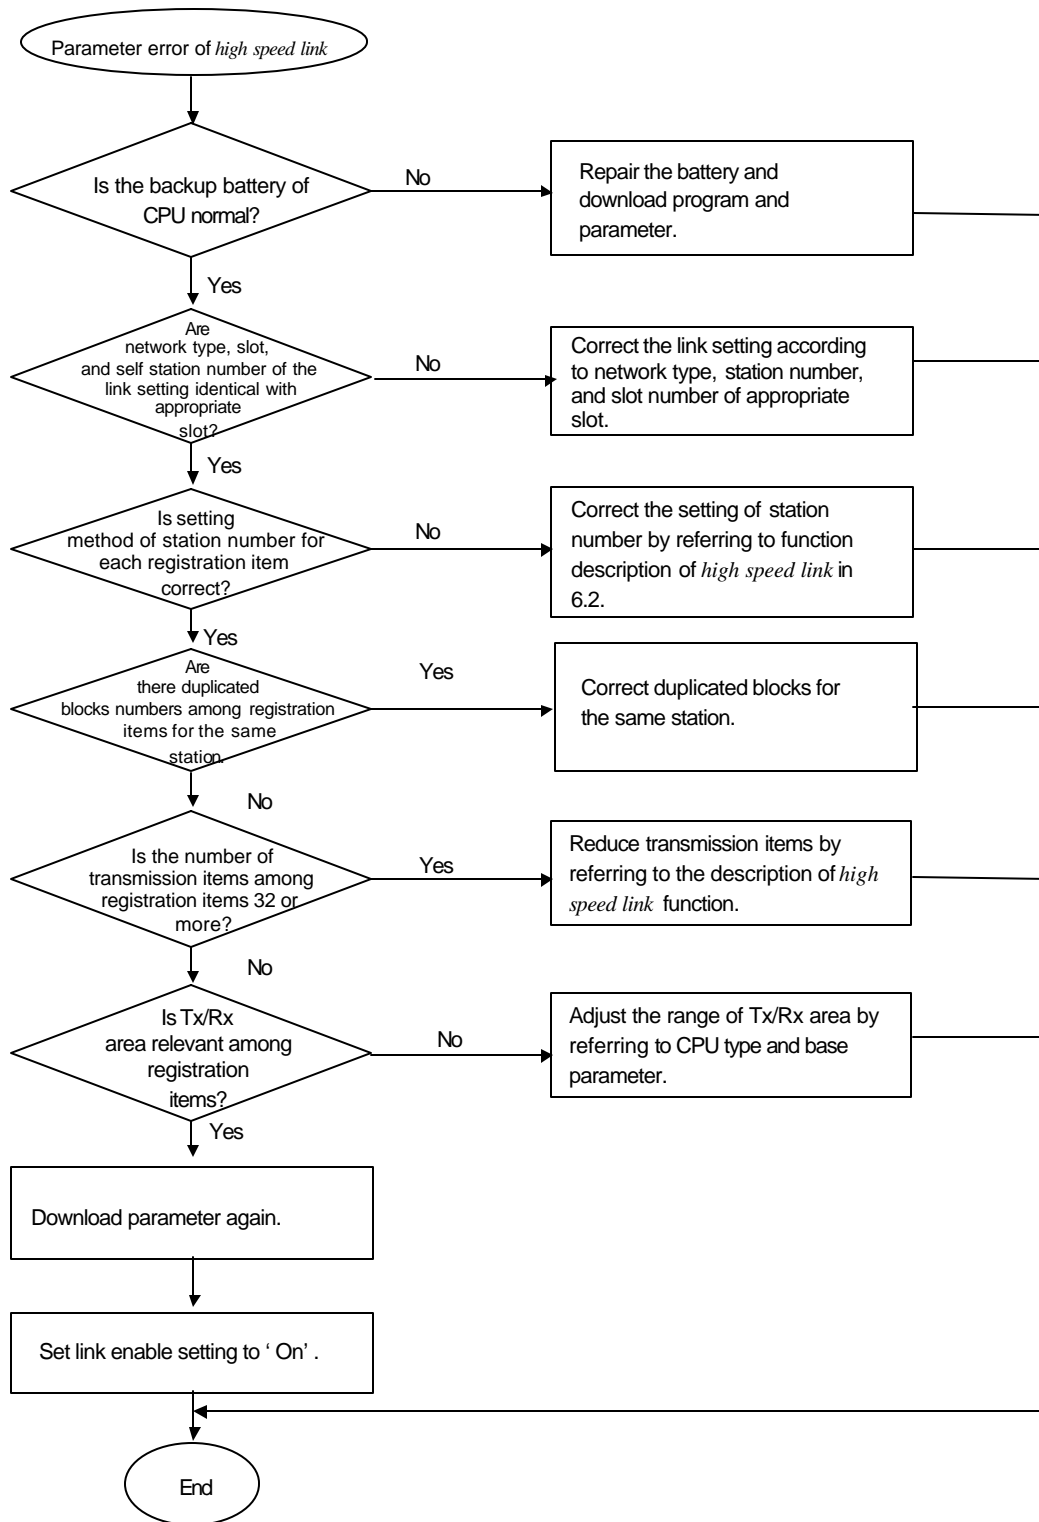 Parameter error of high speed link
Is the backup battery of
CPU normal?
No
Repair the battery and
download program and
parameter.
Yes
Are
network type, slot,
and self station number of the
link setting identical with
appropriate
slot?
No
Correct the link setting according
to network type, station number,
and slot number of appropriate
slot.
Yes
Is setting
method of station number for
each registration item
correct?
No
Correct the setting of station
number by referring to function
description of high speed link in
6.2.
Yes
Are
there duplicated
blocks numbers among registration
items for the same
station.
Yes
Correct duplicated blocks for
the same station.
No
Is the number of
transmission items among
registration items 32 or
more?
Yes
Reduce transmission items by
referring to the description of high
speed link function.
No
Is Tx/Rx
area relevant among
registration
items?
No
Adjust the range of Tx/Rx area by
referring to CPU type and base
parameter.
Yes
Download parameter again.
Set link enable setting to ‘ On’ .
End